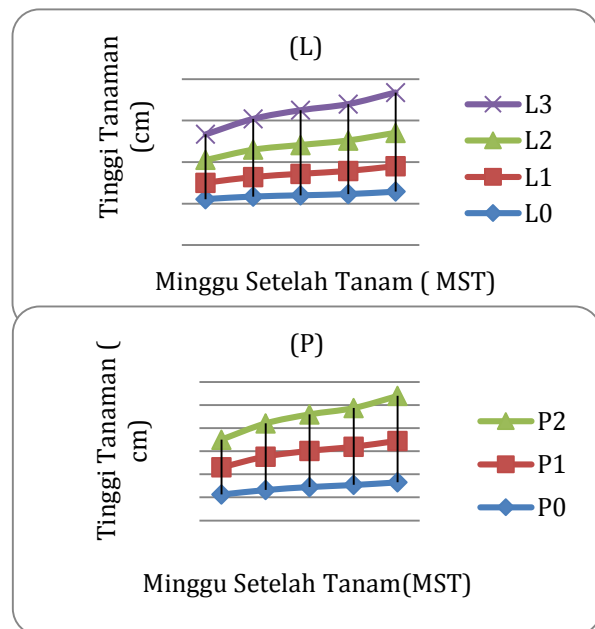 (L)
Tinggi Tanaman
(cm)
L3
L2
L1
L0
Minggu Setelah Tanam ( MST)
(P)
Tinggi Tanaman (
cm)
P2
P1
P0
Minggu Setelah Tanam(MST)